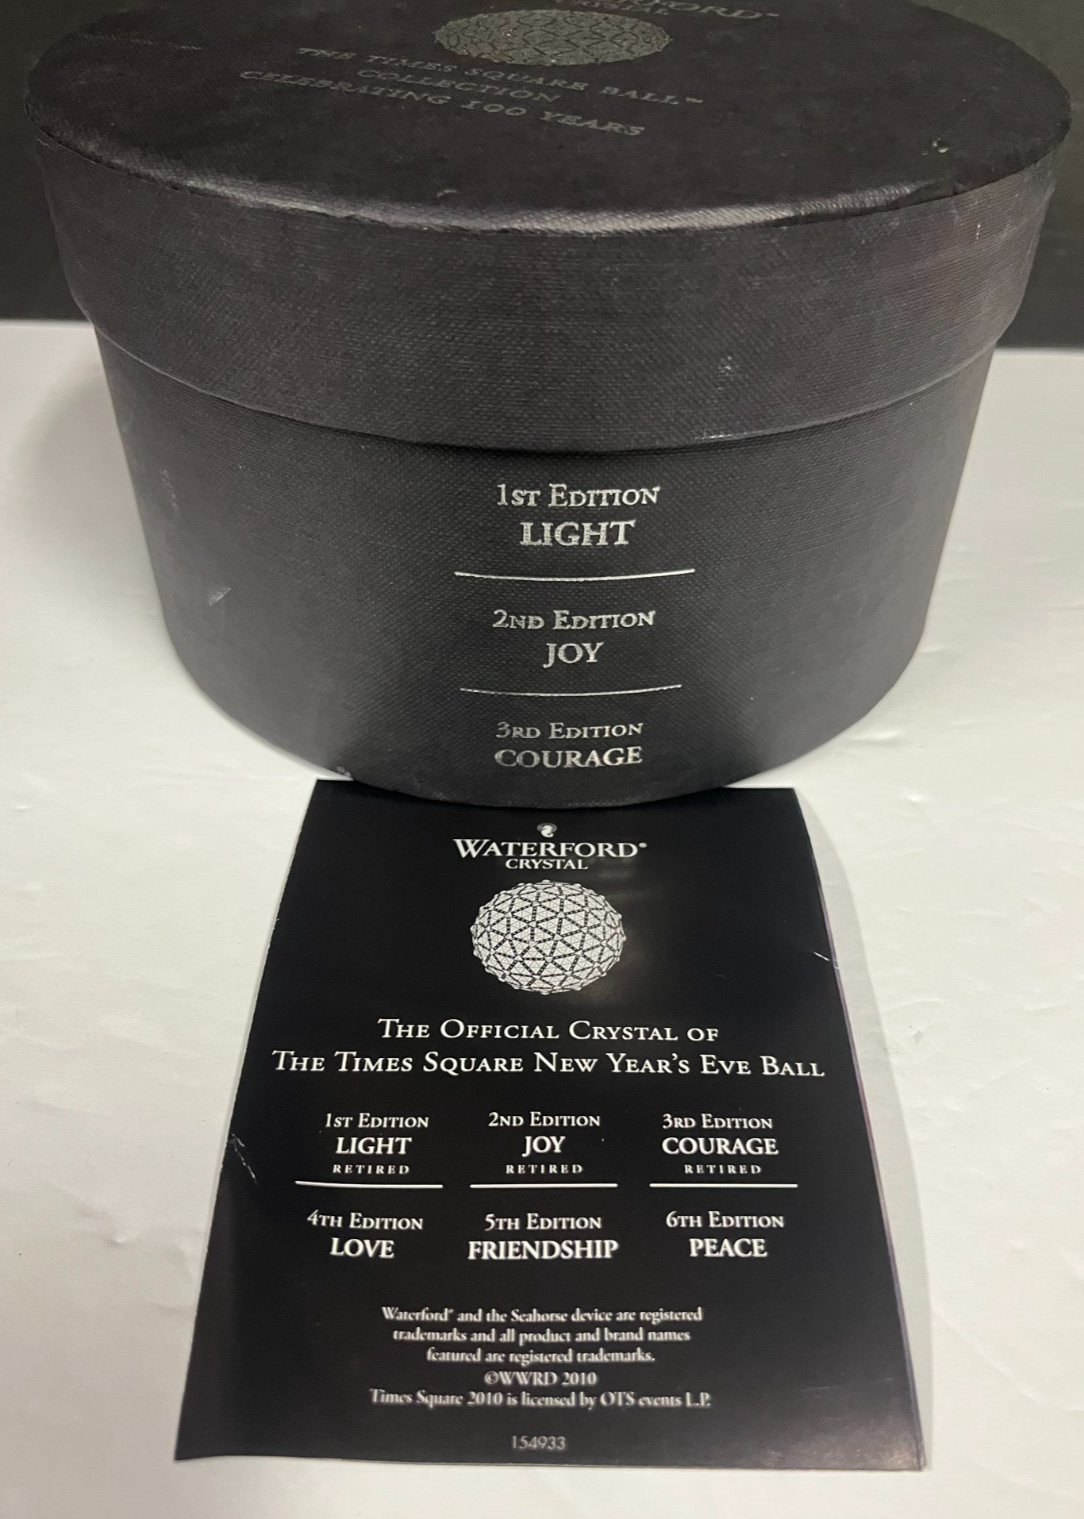 CRYSTAL
THE TIMES SQUARE BALL™
COLLECTION
CELEBRATING 100 YEARS
1ST EDITION
LIGHT
2ND EDITION
JOY
3RD EDITION
COURAGE
WATERFORD®
CRYSTAL
THE OFFICIAL CRYSTAL OF
THE TIMES SQUARE NEW YEAR'S EVE BALL
1ST EDITION
LIGHT
RETIRED
2ND EDITION
JOY
RETIRED
3RD EDITION
COURAGE
RETIRED
4TH EDITION
LOVE
5TH EDITION
FRIENDSHIP
6TH EDITION
PEACE
Waterford® and the Seahorse device are registered
trademarks and all product and brand names
featured are registered trademarks.
©WWRD 2010
Times Square 2010 is licensed by OTS events L.P.
154933